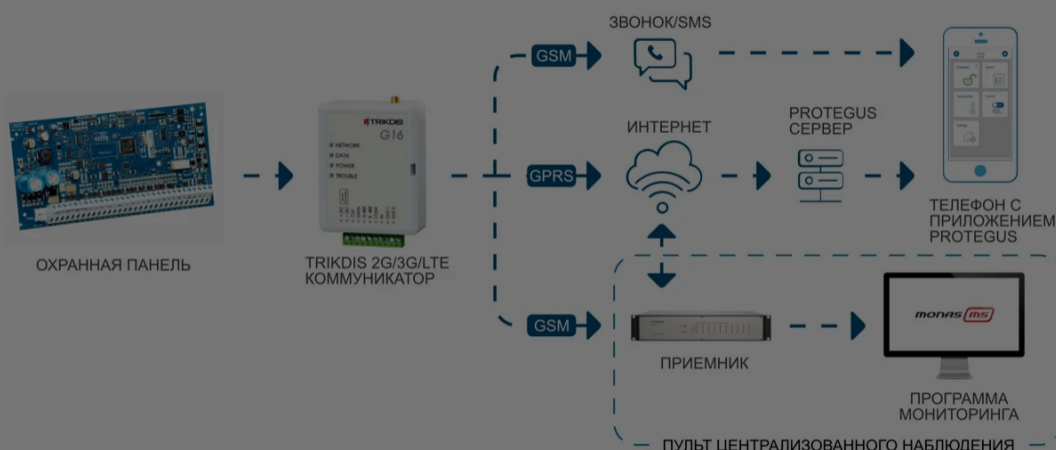 ЗВОНОК/SMS
GSM
TRIKDIS
G16
NETWORK
DATA
POWER
TROUBLE
ИНТЕРНЕТ
PROTEGUS
СЕРВЕР
GPRS
ТЕЛЕФОН С
ПРИЛОЖЕНИЕМ
PROTEGUS
ОХРАННАЯ ПАНЕЛЬ
TRIKDIS 2G/3G/LTE
КОММУНИКАТОР
GSM
MONAS MS
ПРИЕМНИК
ПРОГРАММА
МОНИТОРИНГА
ПУЛЬТ ЦЕНТРАЛИЗОВАННОГО НАБЛЮДЕНИЯ